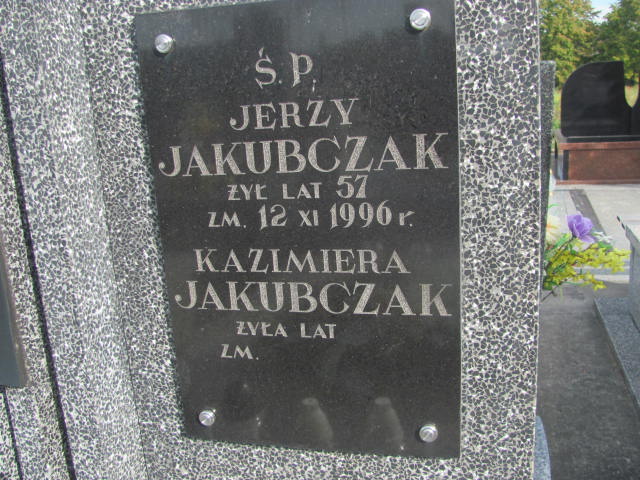 Ś.P.
JERZY
JAKUBCZAK
ŻYŁ LAT 57
ZM. 12 XI 1996 r.
KAZIMIERA
JAKUBCZAK
ŻYŁA LAT
ZM.